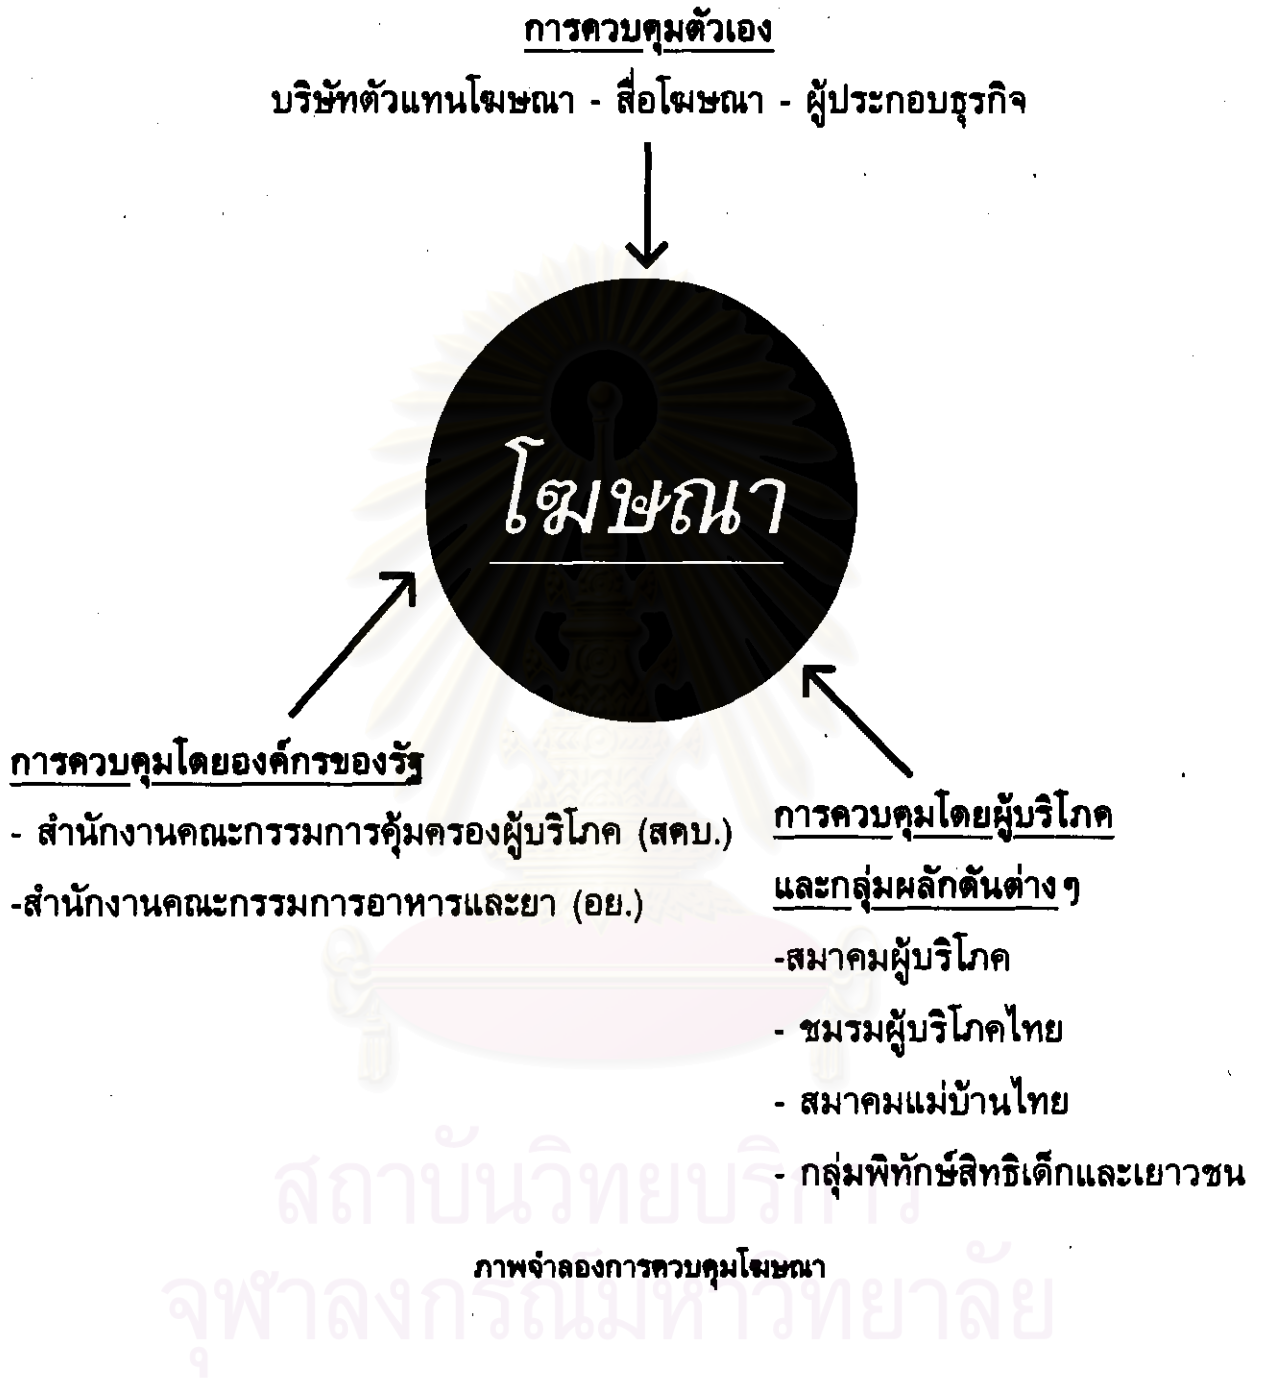 การควบคุมตัวเอง
บริษัทตัวแทนโฆษณา - สื่อโฆษณา - ผู้ประกอบธุรกิจ
โฆษณา
การควบคุมโดยองค์กรของรัฐ
- สำนักงานคณะกรรมการคุ้มครองผู้บริโภค (สคบ.)
-สำนักงานคณะกรรมการอาหารและยา (อย.)
การควบคุมโดยผู้บริโภค
และกลุ่มผลักดันต่าง ๆ
-สมาคมผู้บริโภค
- ชมรมผู้บริโภคไทย
- สมาคมแม่บ้านไทย
- กลุ่มพิทักษ์สิทธิเด็กและเยาวชน
ภาพจำลองการควบคุมโฆษณา
สถาบันวิทยบริการ
จุฬาลงกรณ์มหาวิทยาลัย